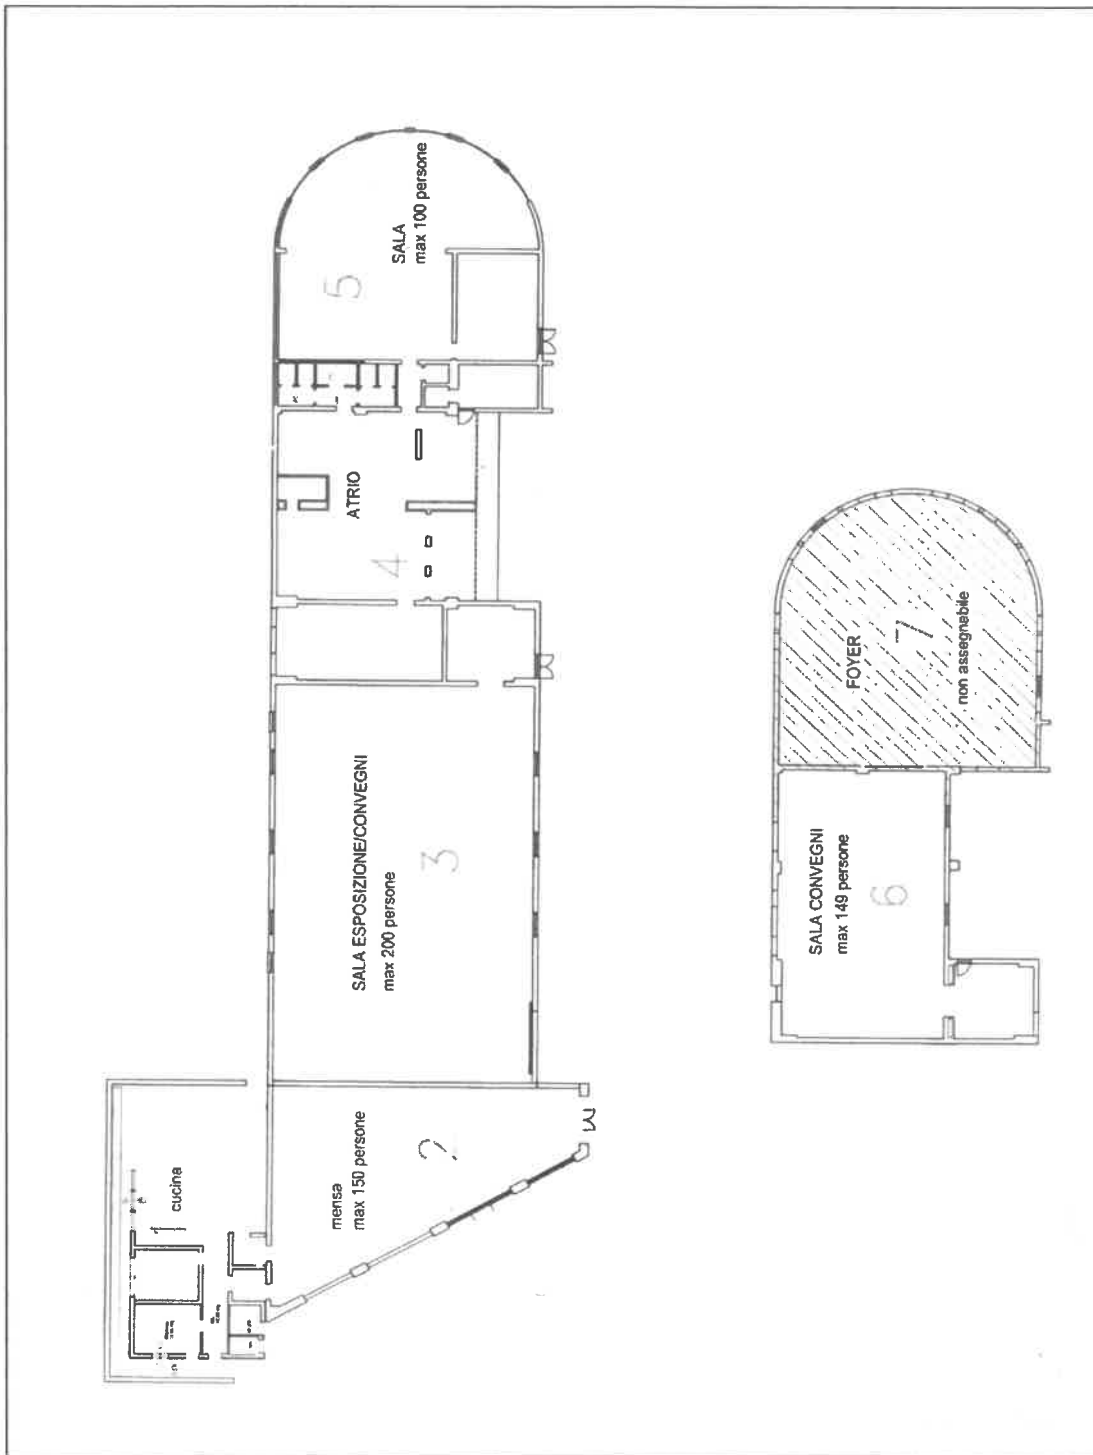 SALA
max 100 persone
5
ATRIO
4
SALA ESPOSIZIONE/CONVEGNI
max 200 persone
3
mensa
max 150 persone
2
cucina
FOYER
7
non assegnabile
SALA CONVEGNI
max 149 persone
6